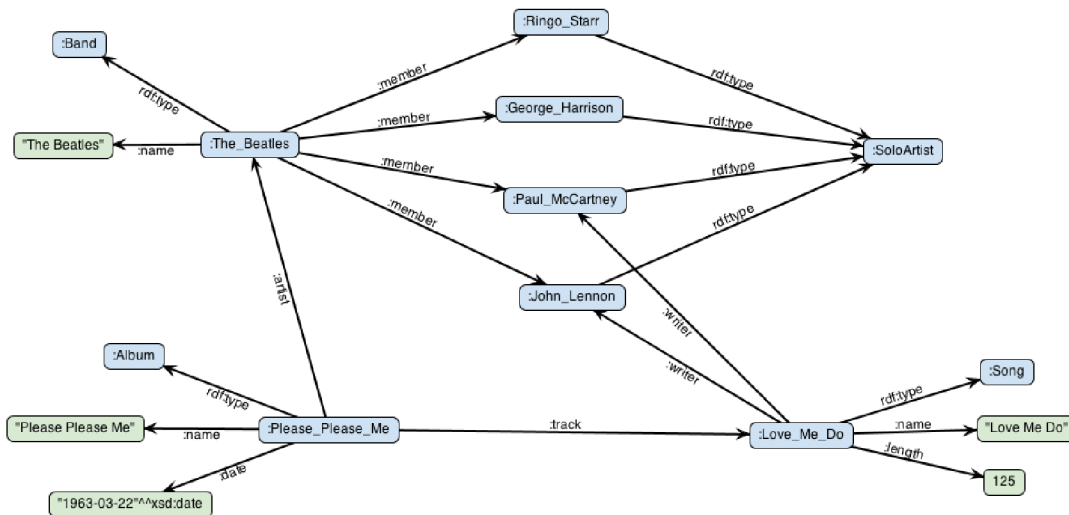 :Ringo_Starr
:Band
:member
rdf:type
rdf:type
:George_Harrison
:member
rdf:type
"The Beatles"
:name
:The_Beatles
:SoloArtist
:member
rdf:type
:Paul_McCartney
:member
rdf:type
:artist
:John_Lennon
:writer
:Album
:writer
:Song
rdf:type
rdf:type
"Please Please Me"
:name
:Please_Please_Me
:track
:Love_Me_Do
:name
"Love Me Do"
:length
:date
125
"1963-03-22"^^xsd:date